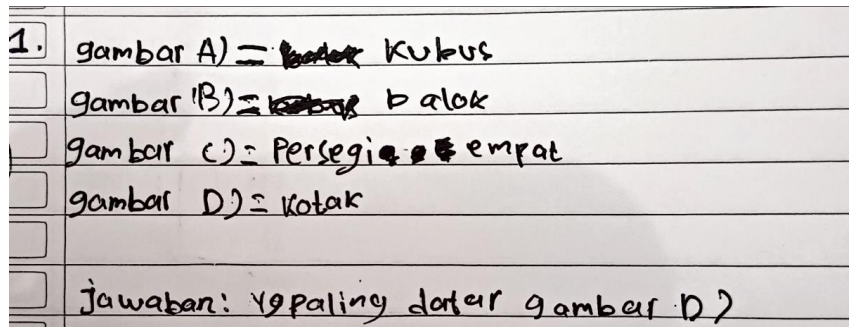 1. gambar A) = Kubus
gambar B) = balok
gambar C) = Persegi empat
gambar D) = Kotak
jawaban: yg paling datar gambar D)